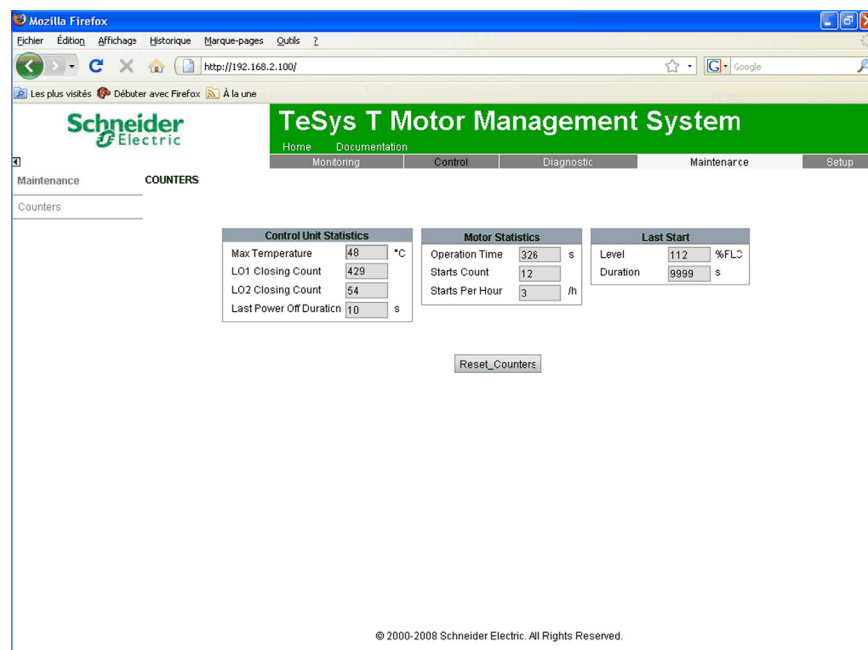 Mozilla Firefox
Fichier Édition Affichage Historique Marque-pages Outils ?
http://192.168.2.100/
G Google
Les plus visités Débuter avec Firefox À la une
Schneider Electric
TeSys T Motor Management System
Home Documentation
Monitoring Control Diagnostic Maintenance Setup
Maintenance
COUNTERS
Counters
Control Unit Statistics
Max Temperature 48 °C
LO1 Closing Count 429
LO2 Closing Count 54
Last Power Off Duration 10 s
Motor Statistics
Operation Time 326 s
Starts Count 12
Starts Per Hour 3 /h
Last Start
Level 112 %FLC
Duration 9999 s
Reset_Counters
© 2000-2008 Schneider Electric. All Rights Reserved.